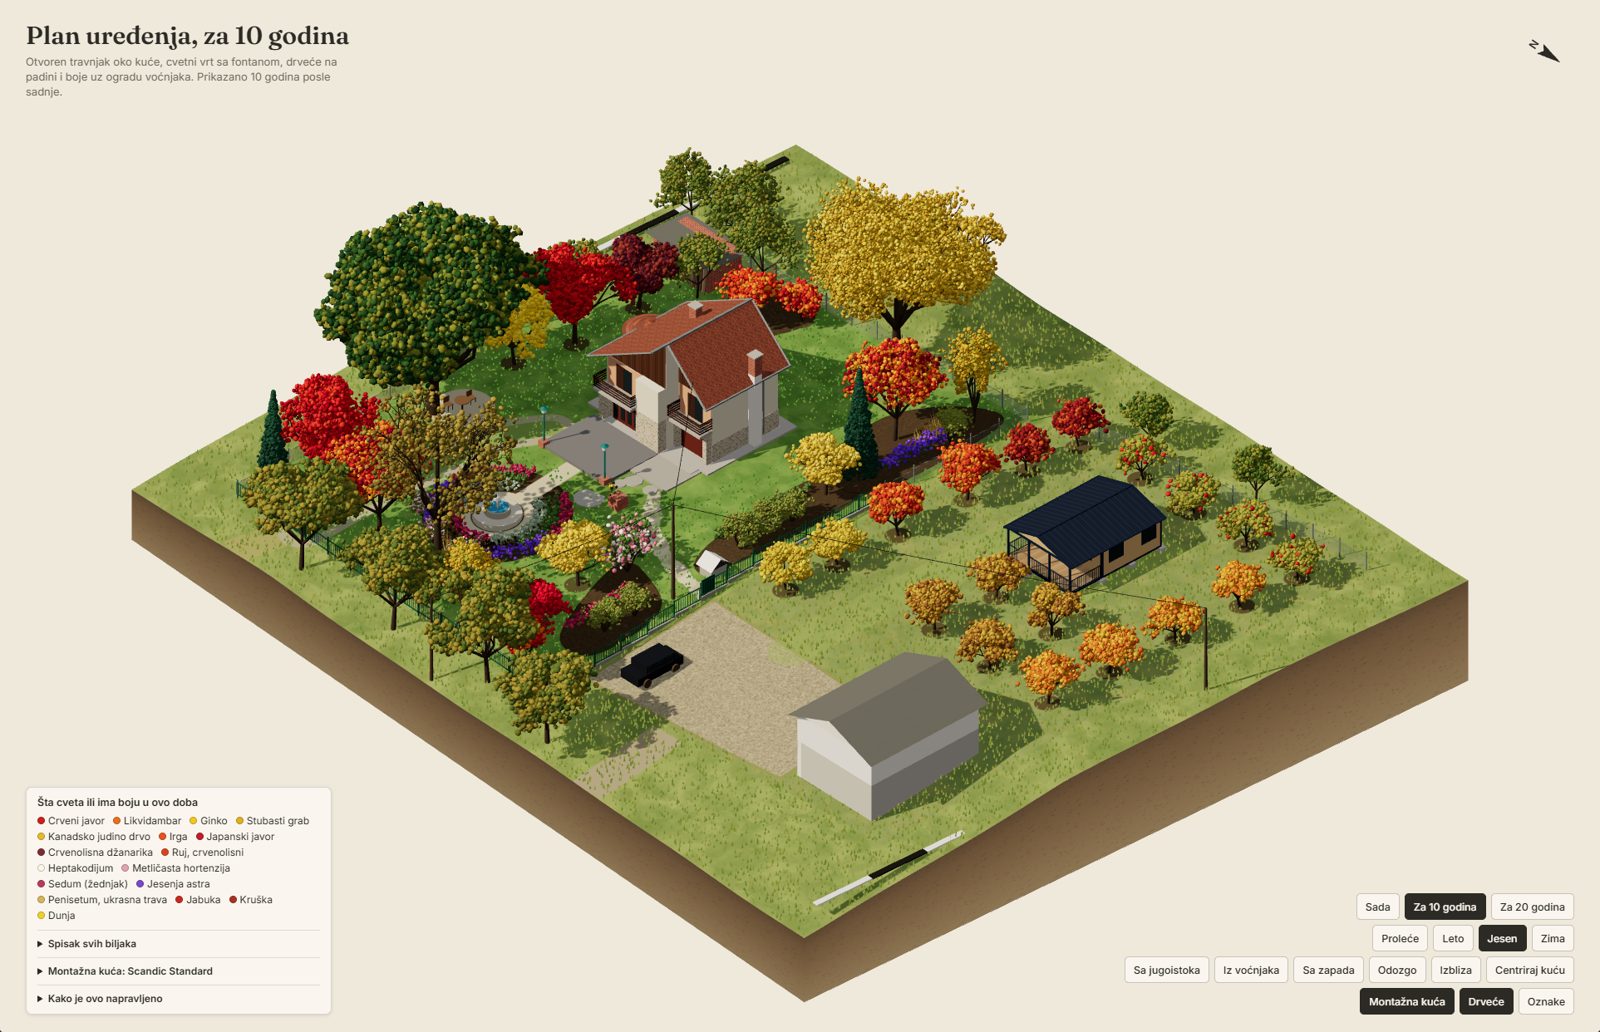 Plan uređenja, za 10 godina
Otvoren travnjak oko kuće, cvetni vrt sa fontanom, drveće na
padini i boje uz ogradu voćnjaka. Prikazano 10 godina posle
sadnje.
N
Šta cveta ili ima boju u ovo doba
Crveni javor Likvidambar Ginko Stubasti grab
Kanadsko judino drvo Irga Japanski javor
Crvenolisna džanarika Ruj, crvenolisni
Heptakodijum Metličasta hortenzija
Sedum (žednjak) Jesenja astra
Penisetum, ukrasna trava Jabuka Kruška
Dunja
Spisak svih biljaka
Montažna kuća: Scandic Standard
Kako je ovo napravljeno
Sada Za 10 godina Za 20 godina
Proleće Leto Jesen Zima
Sa jugoistoka Iz voćnjaka Sa zapada Odozgo Izbliza Centriraj kuću
Montažna kuća Drveće Oznake